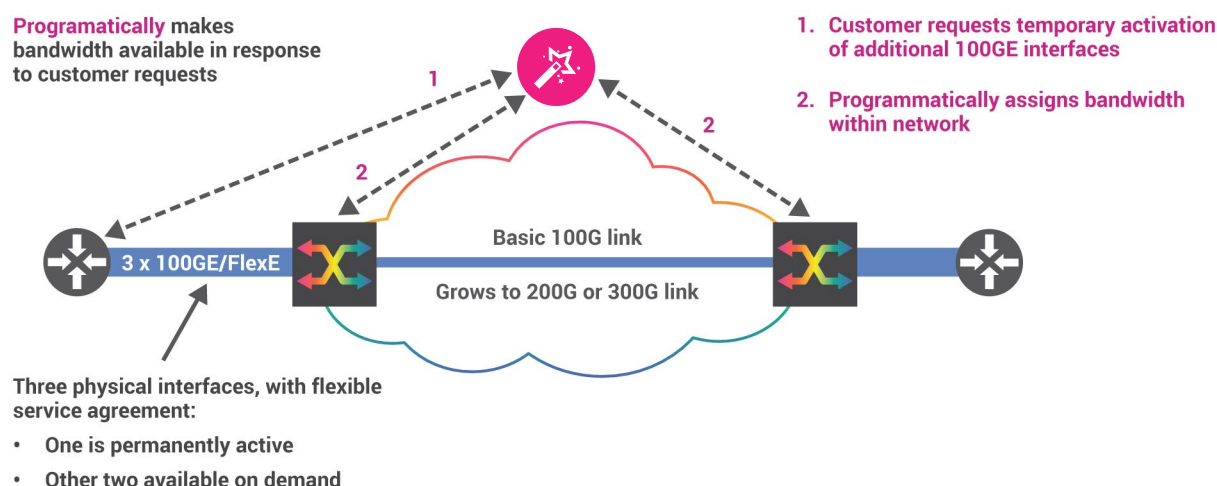 Programatically makes
bandwidth available in response
to customer requests
1. Customer requests temporary activation
of additional 100GE interfaces
2. Programmatically assigns bandwidth
within network
1
2
2
Basic 100G link
3 x 100GE/FlexE
Grows to 200G or 300G link
Three physical interfaces, with flexible
service agreement:
• One is permanently active
• Other two available on demand